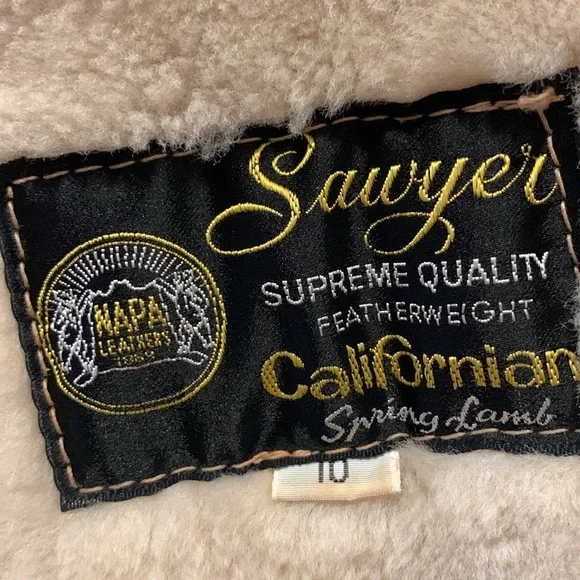 Sawyer
SUPREME QUALITY
FEATHERWEIGHT
Californian
Spring Lamb
NAPA
LEATHERS
10